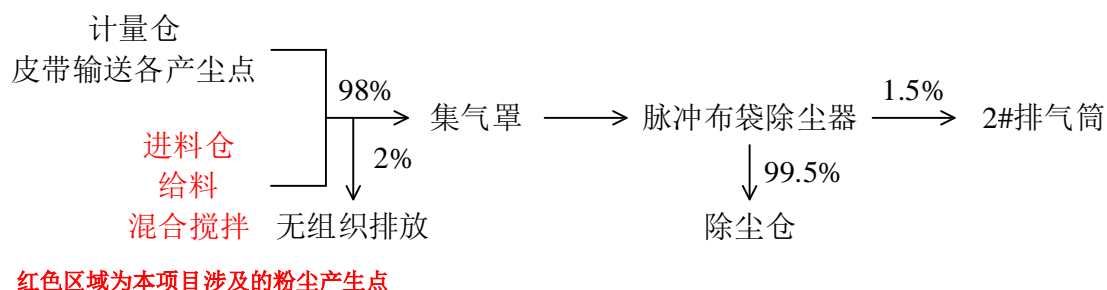 计量仓
皮带输送各产尘点
进料仓
给料
混合搅拌
98%
2%
无组织排放
集气罩
脉冲布袋除尘器
1.5%
2#排气筒
99.5%
除尘仓
红色区域为本项目涉及的粉尘产生点